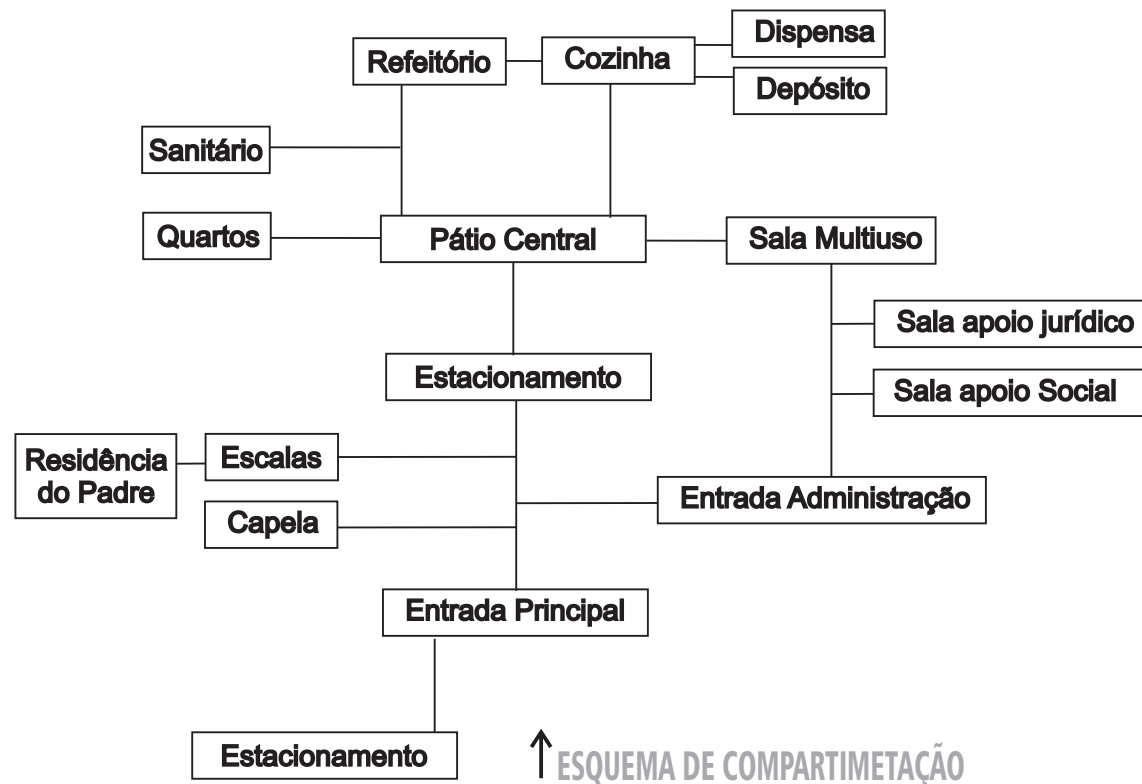 Dispensa
Refeitório
Cozinha
Depósito
Sanitário
Quartos
Pátio Central
Sala Multiuso
Sala apoio jurídico
Estacionamento
Sala apoio Social
Residência
do Padre
Escalas
Entrada Administração
Capela
Entrada Principal
Estacionamento
ESQUEMA DE COMPARTIMETAÇÃO